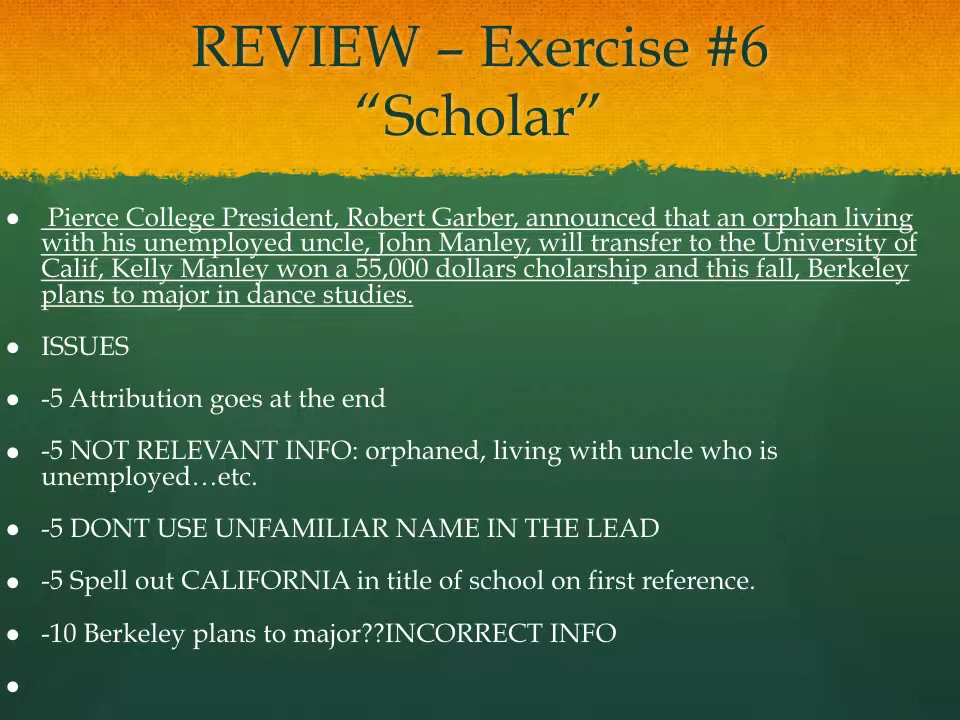 REVIEW – Exercise #6
“Scholar”
● Pierce College President, Robert Garber, announced that an orphan living
with his unemployed uncle, John Manley, will transfer to the University of
Calif, Kelly Manley won a 55,000 dollars cholarship and this fall, Berkeley
plans to major in dance studies.
● ISSUES
● -5 Attribution goes at the end
● -5 NOT RELEVANT INFO: orphaned, living with uncle who is
unemployed…etc.
● -5 DONT USE UNFAMILIAR NAME IN THE LEAD
● -5 Spell out CALIFORNIA in title of school on first reference.
● -10 Berkeley plans to major??INCORRECT INFO
●